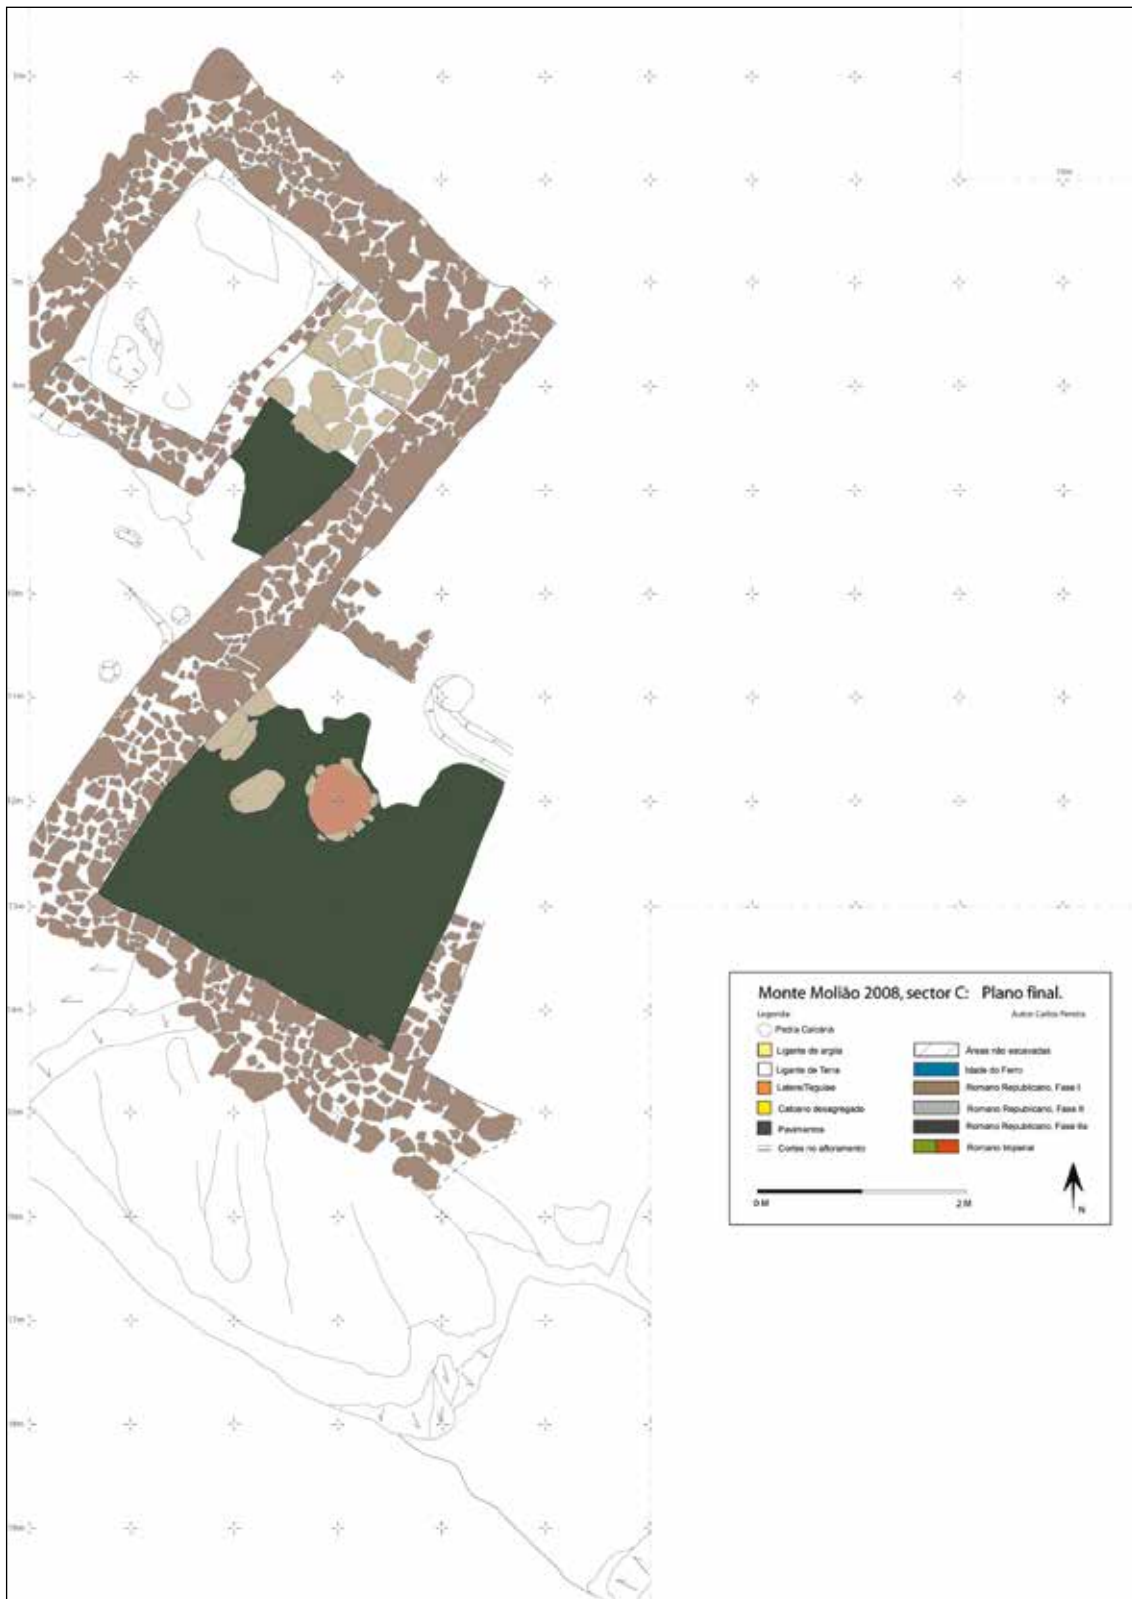 10m
Monte Molião 2008, sector C: Plano final.
Legenda
Autor: Carlos Pereira
Pedra Calcária
Ligante de argila
Ligante de Terra
Latere/Tegulae
Calcário desagregado
Pavimentos
Cortes no afloramento
Áreas não escavadas
Idade do Ferro
Romano Republicano, Fase I
Romano Republicano, Fase II
Romano Republicano, Fase IIa
Romano Imperial
0 M
2 M
N